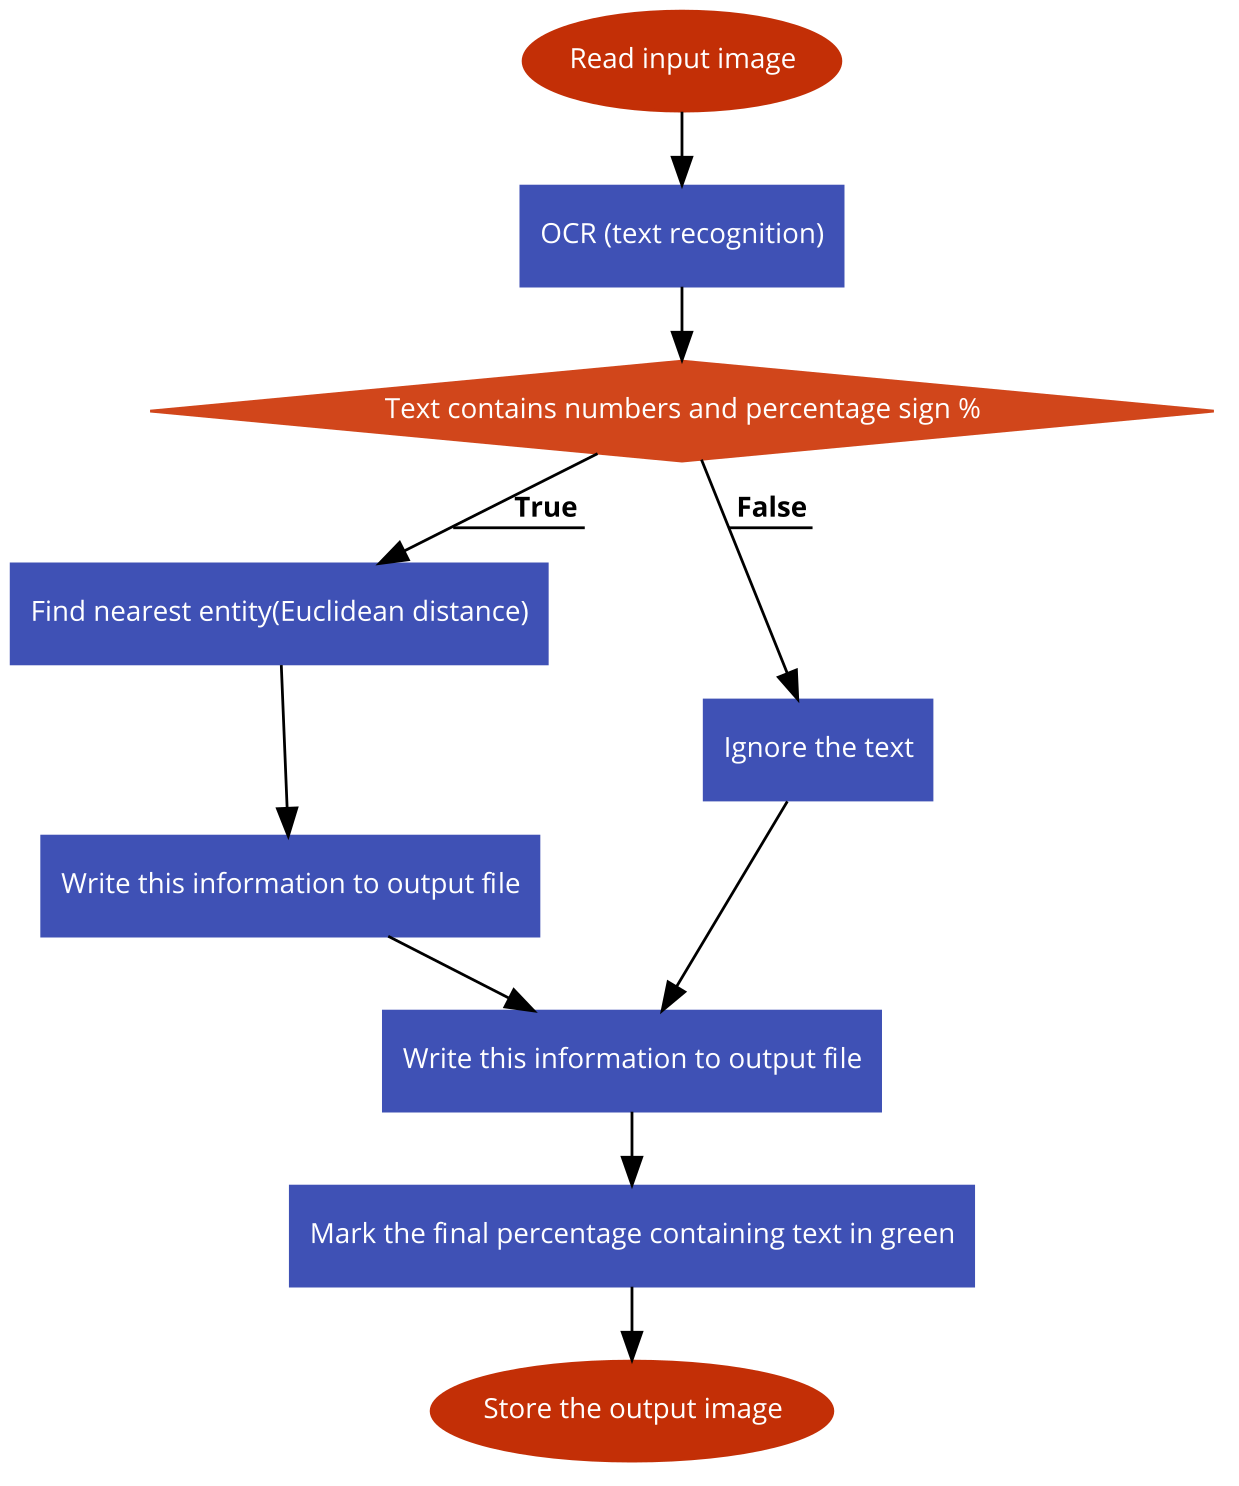 Read input image
OCR (text recognition)
Text contains numbers and percentage sign %
True
False
Find nearest entity(Euclidean distance)
Ignore the text
Write this information to output file
Write this information to output file
Mark the final percentage containing text in green
Store the output image